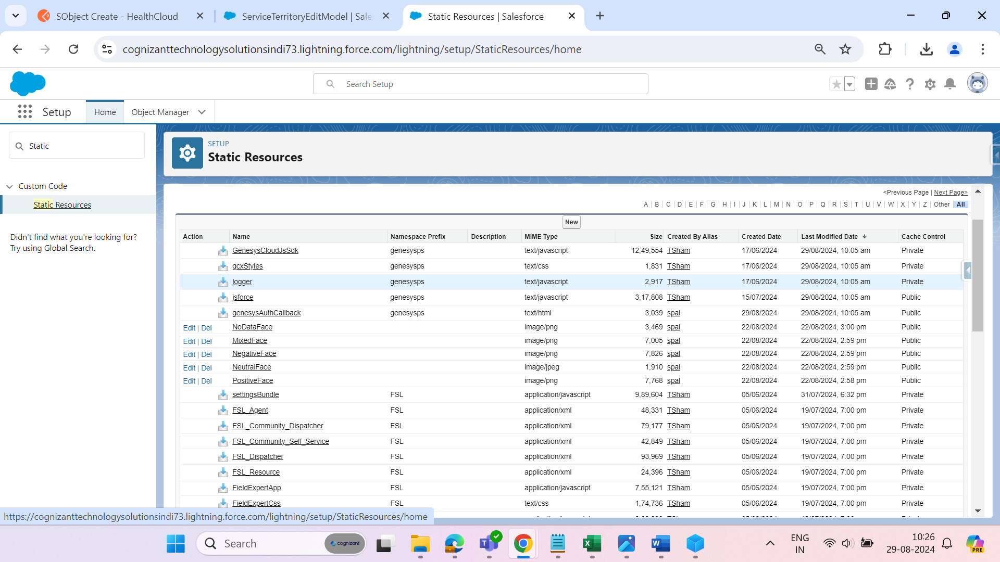 SObject Create - HealthCloud
ServiceTerritoryEditModel | Sale
Static Resources | Salesforce
cognizanttechnologysolutionsindi73.lightning.force.com/lightning/setup/StaticResources/home
Search Setup
Setup
Home
Object Manager
Static
SETUP
Static Resources
Custom Code
Static Resources
Didn't find what you're looking for?
Try using Global Search.
<Previous Page | Next Page>
A | B | C | D | E | F | G | H | I | J | K | L | M | N | O | P | Q | R | S | T | U | V | W | X | Y | Z | Other | All
New
Action Name Namespace Prefix Description MIME Type Size Created By Alias Created Date Last Modified Date Cache Control
GenesysCloudJsSdk genesysps text/javascript 12,49,554 TSham 17/06/2024 29/08/2024, 10:05 am Private
gcxStyles genesysps text/css 1,831 TSham 17/06/2024 29/08/2024, 10:05 am Private
logger genesysps text/javascript 2,917 TSham 17/06/2024 29/08/2024, 10:05 am Private
jsforce genesysps text/javascript 3,17,808 TSham 15/07/2024 29/08/2024, 10:05 am Public
genesysAuthCallback genesysps text/html 3,039 spal 29/08/2024 29/08/2024, 10:05 am Public
Edit | Del NoDataFace image/png 3,469 spal 22/08/2024 22/08/2024, 3:00 pm Public
Edit | Del MixedFace image/png 7,005 spal 22/08/2024 22/08/2024, 2:59 pm Public
Edit | Del NegativeFace image/png 7,826 spal 22/08/2024 22/08/2024, 2:59 pm Public
Edit | Del NeutralFace image/jpeg 1,910 spal 22/08/2024 22/08/2024, 2:59 pm Public
Edit | Del PositiveFace image/png 7,768 spal 22/08/2024 22/08/2024, 2:58 pm Public
settingsBundle FSL application/javascript 9,89,604 TSham 05/06/2024 31/07/2024, 6:32 pm Private
FSL_Agent FSL application/xml 48,331 TSham 05/06/2024 19/07/2024, 7:00 pm Private
FSL_Community_Dispatcher FSL application/xml 79,177 TSham 05/06/2024 19/07/2024, 7:00 pm Private
FSL_Community_Self_Service FSL application/xml 42,849 TSham 05/06/2024 19/07/2024, 7:00 pm Private
FSL_Dispatcher FSL application/xml 93,969 TSham 05/06/2024 19/07/2024, 7:00 pm Private
FSL_Resource FSL application/xml 24,396 TSham 05/06/2024 19/07/2024, 7:00 pm Private
FieldExpertApp FSL application/javascript 7,55,121 TSham 05/06/2024 19/07/2024, 7:00 pm Private
FieldExpertCss FSL text/css 1,74,736 TSham 05/06/2024 19/07/2024, 7:00 pm Private
https://cognizanttechnologysolutionsindi73.lightning.force.com/lightning/setup/StaticResources/home
Search
cognizant
ENG
IN
10:26
29-08-2024
PRE